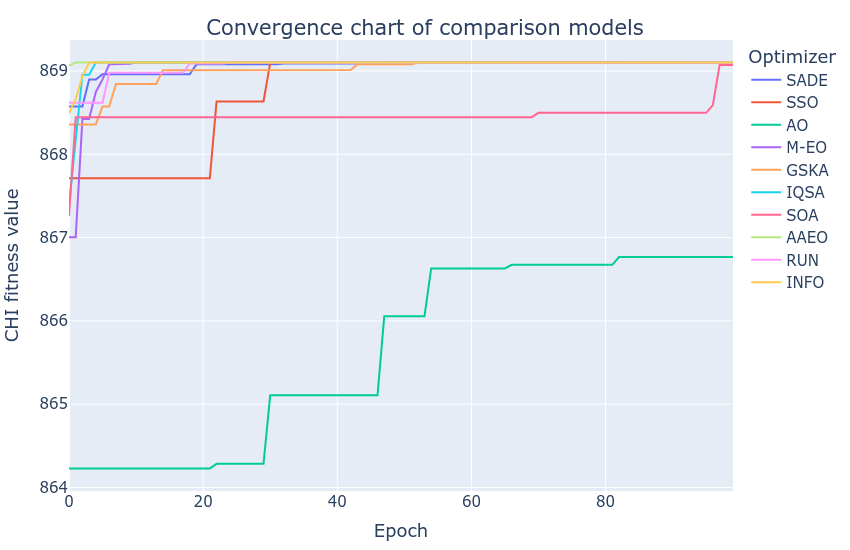 Convergence chart of comparison models
CHI fitness value
869
868
867
866
865
864
0 20 40 60 80
Epoch
Optimizer
SADE
SSO
AO
M-EO
GSKA
IQSA
SOA
AAEO
RUN
INFO